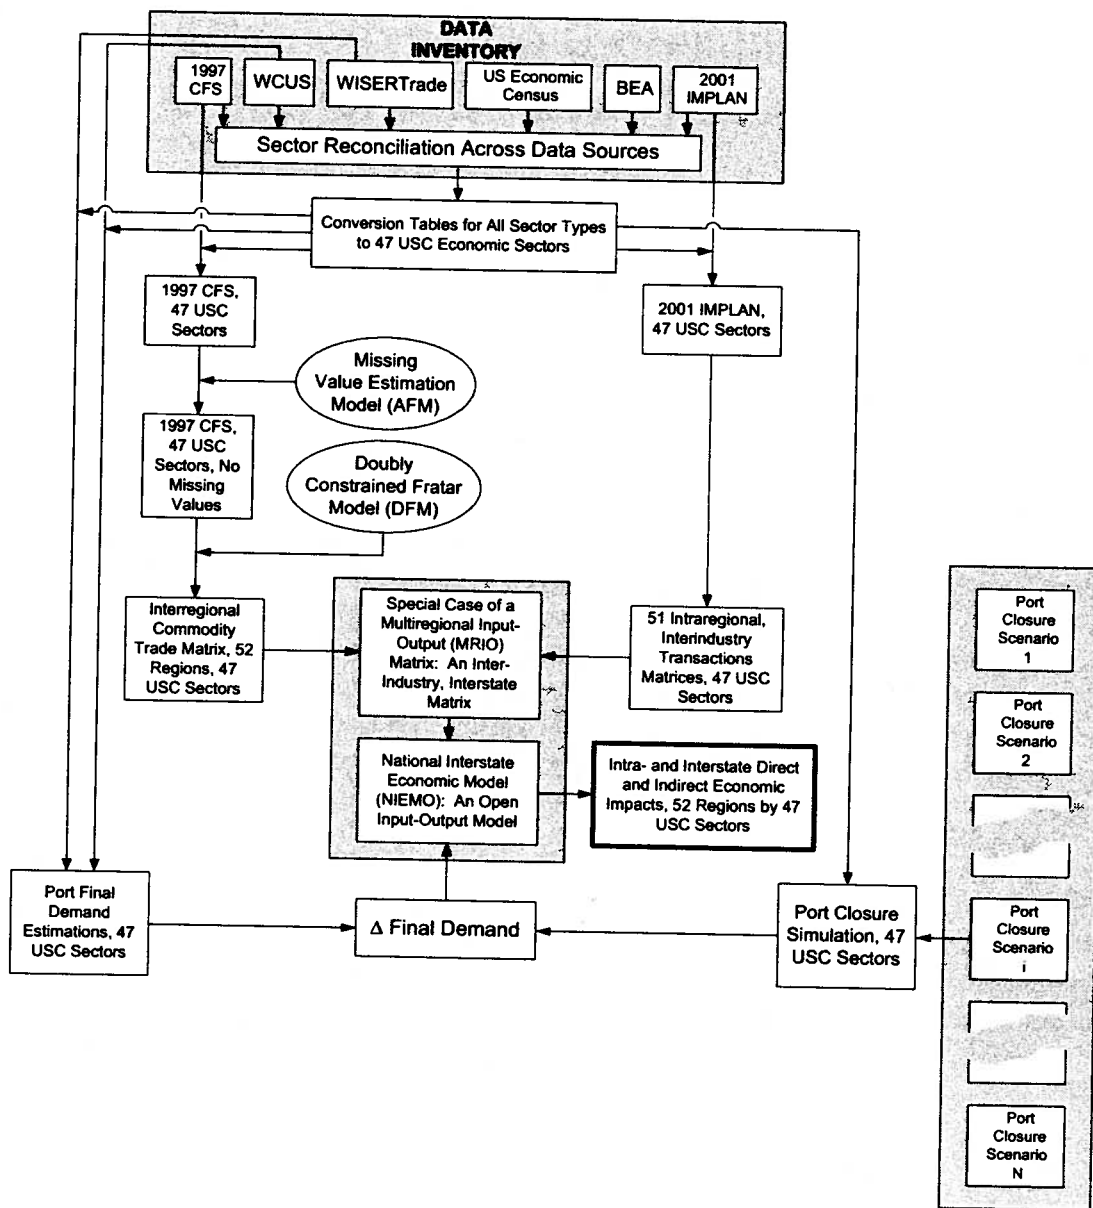 DATA
INVENTORY
1997
CFS
WCUS
WISERTrade
US Economic
Census
BEA
2001
IMPLAN
Sector Reconciliation Across Data Sources
Conversion Tables for All Sector Types
to 47 USC Economic Sectors
1997 CFS,
47 USC
Sectors
2001 IMPLAN,
47 USC Sectors
Missing
Value Estimation
Model (AFM)
1997 CFS,
47 USC
Sectors, No
Missing
Values
Doubly
Constrained Fratar
Model (DFM)
Interregional
Commodity
Trade Matrix, 52
Regions, 47
USC Sectors
Special Case of a
Multiregional Input-
Output (MRIO)
Matrix: An Inter-
Industry, Interstate
Matrix
51 Intraregional,
Interindustry
Transactions
Matrices, 47 USC
Sectors
National Interstate
Economic Model
(NIEMO): An Open
Input-Output Model
Intra- and Interstate Direct
and Indirect Economic
Impacts, 52 Regions by 47
USC Sectors
Port Final
Demand
Estimations, 47
USC Sectors
Δ Final Demand
Port Closure
Simulation, 47
USC Sectors
Port
Closure
Scenario
1
Port
Closure
Scenario
2
Port
Closure
Scenario
i
Port
Closure
Scenario
N